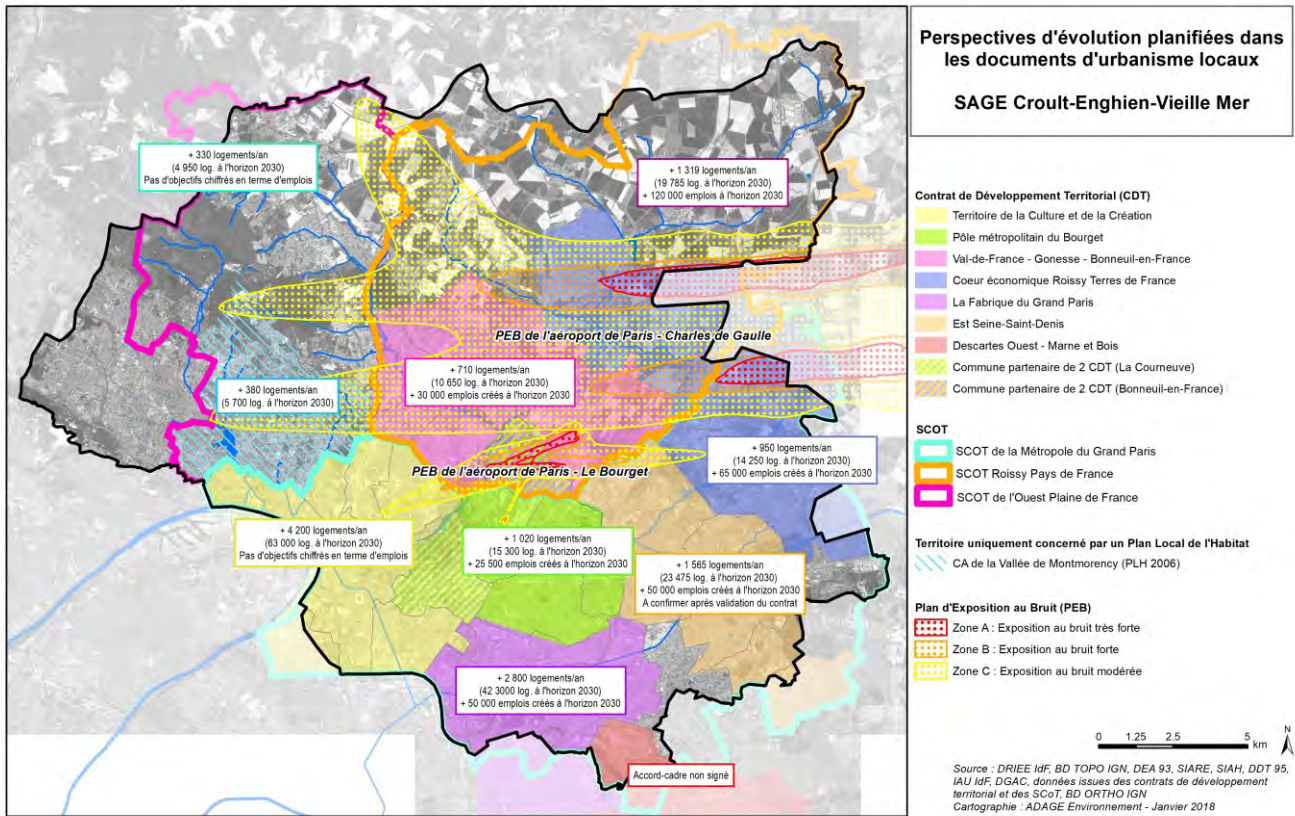 Perspectives d'évolution planifiées dans
les documents d'urbanisme locaux
SAGE Croult-Enghien-Vieille Mer
+ 330 logements/an
(4 950 log. à l'horizon 2030)
Pas d'objectifs chiffrés en terme d'emplois
+ 1 319 logements/an
(19 785 log. à l'horizon 2030)
+ 120 000 emplois à l'horizon 2030
PEB de l'aéroport de Paris - Charles de Gaulle
+ 710 logements/an
(10 650 log. à l'horizon 2030)
+ 30 000 emplois créés à l'horizon 2030
+ 380 logements/an
(5 700 log. à l'horizon 2030)
+ 950 logements/an
(14 250 log. à l'horizon 2030)
+ 65 000 emplois créés à l'horizon 2030
PEB de l'aéroport de Paris - Le Bourget
+ 4 200 logements/an
(63 000 log. à l'horizon 2030)
Pas d'objectifs chiffrés en terme d'emplois
+ 1 020 logements/an
(15 300 log. à l'horizon 2030)
+ 25 500 emplois créés à l'horizon 2030
+ 1 565 logements/an
(23 475 log. à l'horizon 2030)
+ 50 000 emplois créés à l'horizon 2030
A confirmer après validation du contrat
+ 2 800 logements/an
(42 3000 log. à l'horizon 2030)
+ 50 000 emplois créés à l'horizon 2030
Accord-cadre non signé
Contrat de Développement Territorial (CDT)
Territoire de la Culture et de la Création
Pôle métropolitain du Bourget
Val-de-France - Gonesse - Bonneuil-en-France
Coeur économique Roissy Terres de France
La Fabrique du Grand Paris
Est Seine-Saint-Denis
Descartes Ouest - Marne et Bois
Commune partenaire de 2 CDT (La Courneuve)
Commune partenaire de 2 CDT (Bonneuil-en-France)
SCOT
SCOT de la Métropole du Grand Paris
SCOT Roissy Pays de France
SCOT de l'Ouest Plaine de France
Territoire uniquement concerné par un Plan Local de l'Habitat
CA de la Vallée de Montmorency (PLH 2006)
Plan d'Exposition au Bruit (PEB)
Zone A : Exposition au bruit très forte
Zone B : Exposition au bruit forte
Zone C : Exposition au bruit modérée
0 1.25 2.5 5
km
N
Source : DRIEE IdF, BD TOPO IGN, DEA 93, SIARE, SIAH, DDT 95,
IAU IdF, DGAC, données issues des contrats de développement
territorial et des SCoT, BD ORTHO IGN
Cartographie : ADAGE Environnement - Janvier 2018